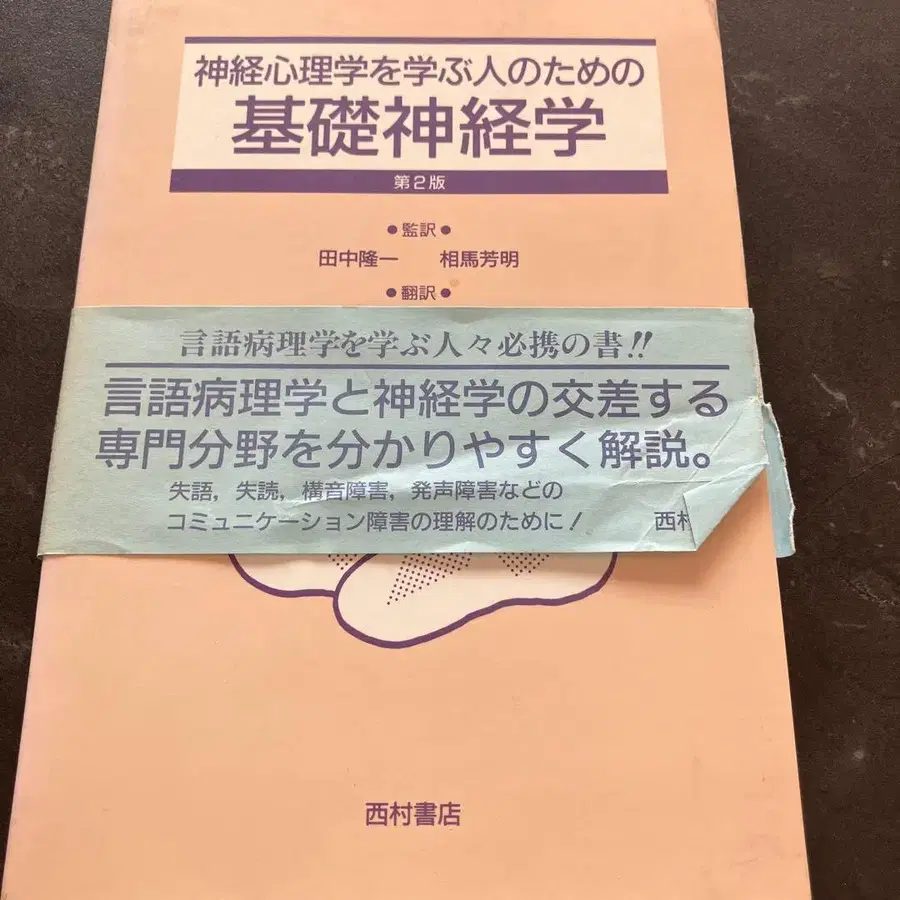 神経心理学を学ぶ人のための
基礎神経学
第2版
●監訳●
田中隆一 相馬芳明
●翻訳●
言語病理学を学ぶ人々必携の書!!
言語病理学と神経学の交差する
専門分野を分かりやすく解説。
失語，失読，構音障害，発声障害などの
コミュニケーション障害の理解のために！ 西村
西村書店